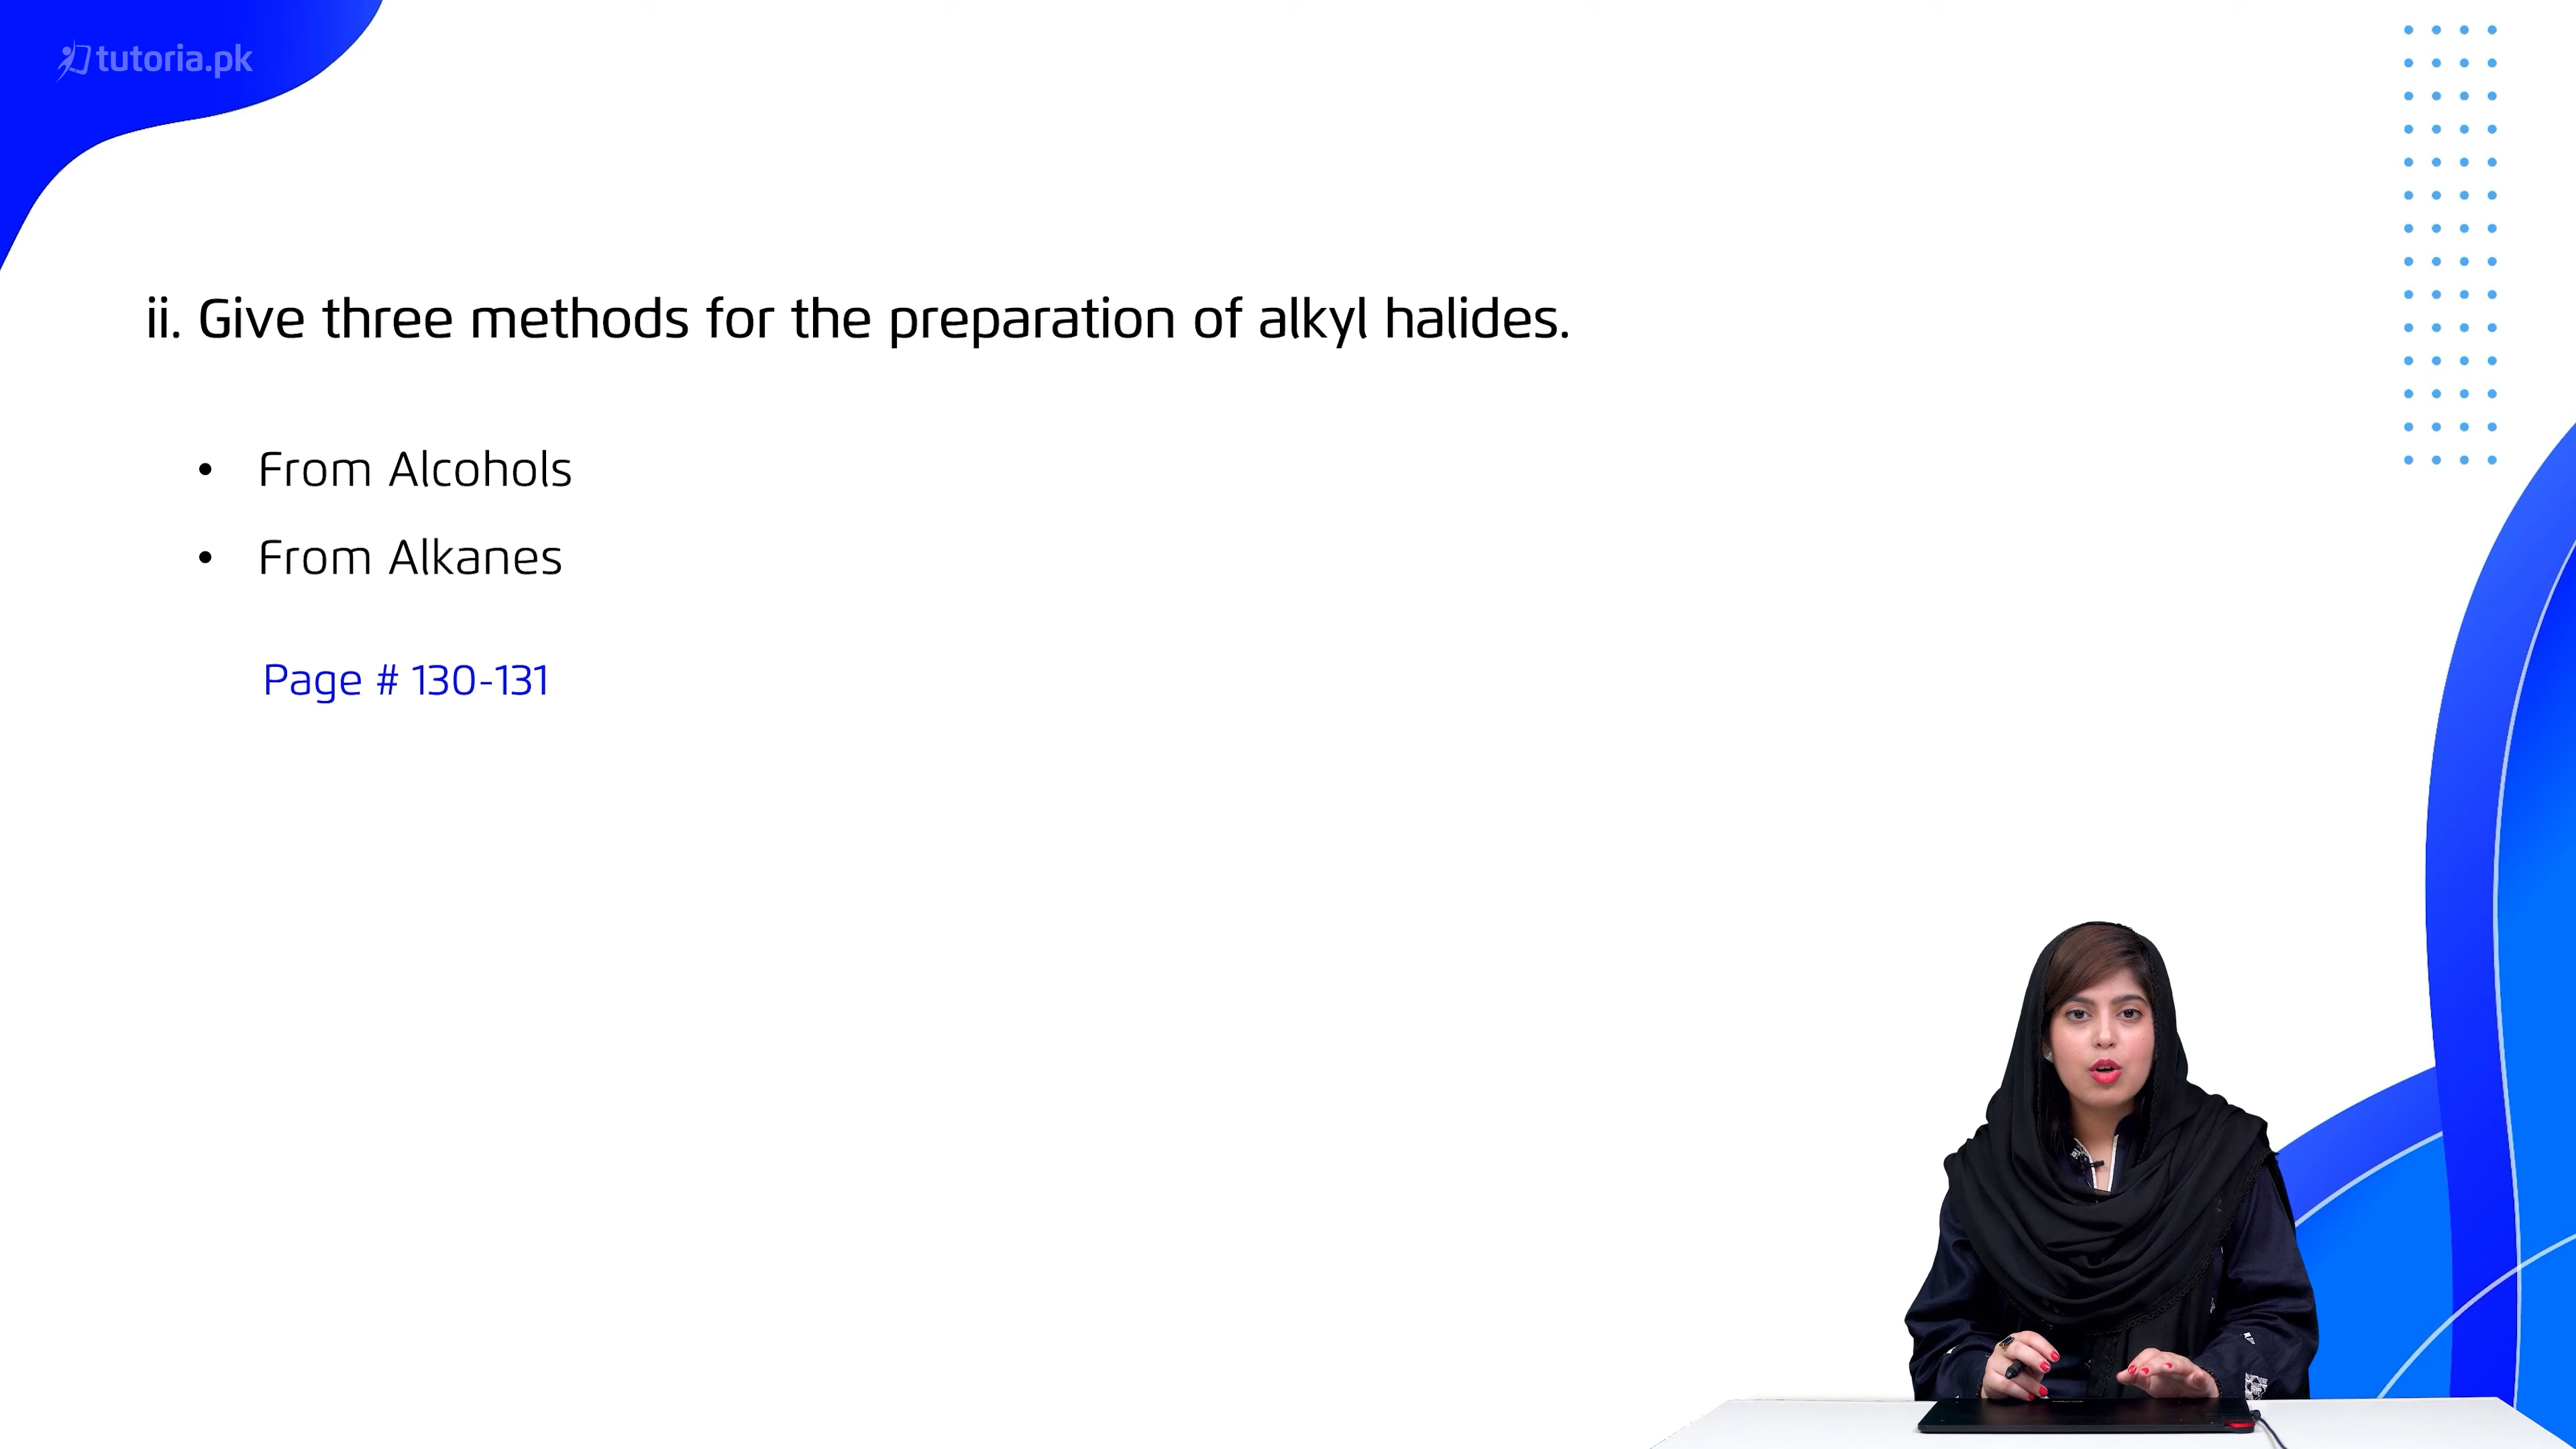 tutoria.pk
ii. Give three methods for the preparation of alkyl halides.
• From Alcohols
• From Alkanes
Page # 130-131